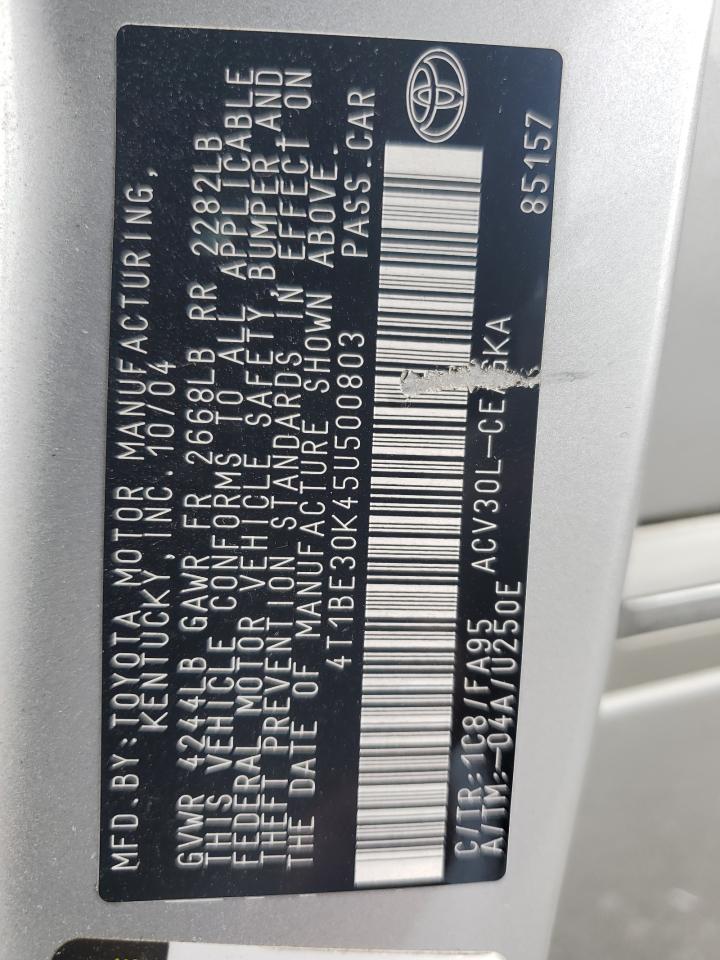 MFD.BY:TOYOTA MOTOR MANUFACTURING,
KENTUCKY,INC. 10/04
GVWR 4244LB GAWR FR 2668LB RR 2282LB
THIS VEHICLE CONFORMS TO ALL APPLICABLE
FEDERAL MOTOR VEHICLE SAFETY,BUMPER,AND
THEFT PREVENTION STANDARDS IN EFFECT ON
THE DATE OF MANUFACTURE SHOWN ABOVE.
4T1BE30K45U500803 PASS.CAR
C/TR:1C8/FA95 ACV30L-
A/TM:-04A/U250E 85157